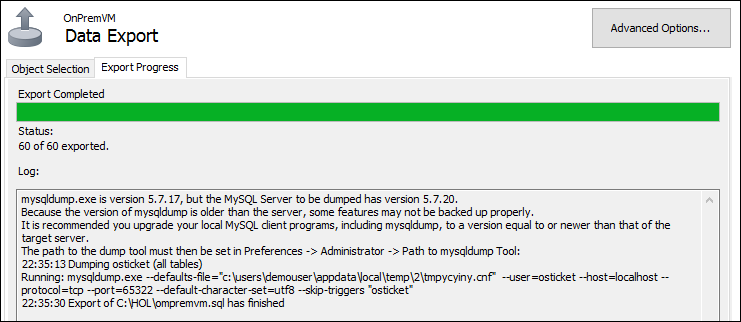 OnPremVM
Data Export
Advanced Options...
Object Selection
Export Progress
Export Completed
Status:
60 of 60 exported.
Log:
mysqldump.exe is version 5.7.17, but the MySQL Server to be dumped has version 5.7.20.
Because the version of mysqldump is older than the server, some features may not be backed up properly.
It is recommended you upgrade your local MySQL client programs, including mysqldump, to a version equal to or newer than that of the
target server.
The path to the dump tool must then be set in Preferences -> Administrator -> Path to mysqldump Tool:
22:35:13 Dumping osticket (all tables)
Running: mysqldump.exe --defaults-file="c:\users\demouser\appdata\local\temp\2\tmpycyiny.cnf"  --user=osticket --host=localhost --
protocol=tcp --port=65322 --default-character-set=utf8 --skip-triggers "osticket"
22:35:30 Export of C:\HOL\ompremvm.sql has finished